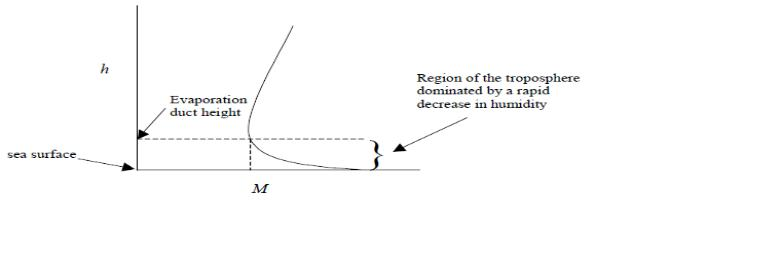 h
Evaporation
duct height
sea surface
M
Region of the troposphere
dominated by a rapid
decrease in humidity